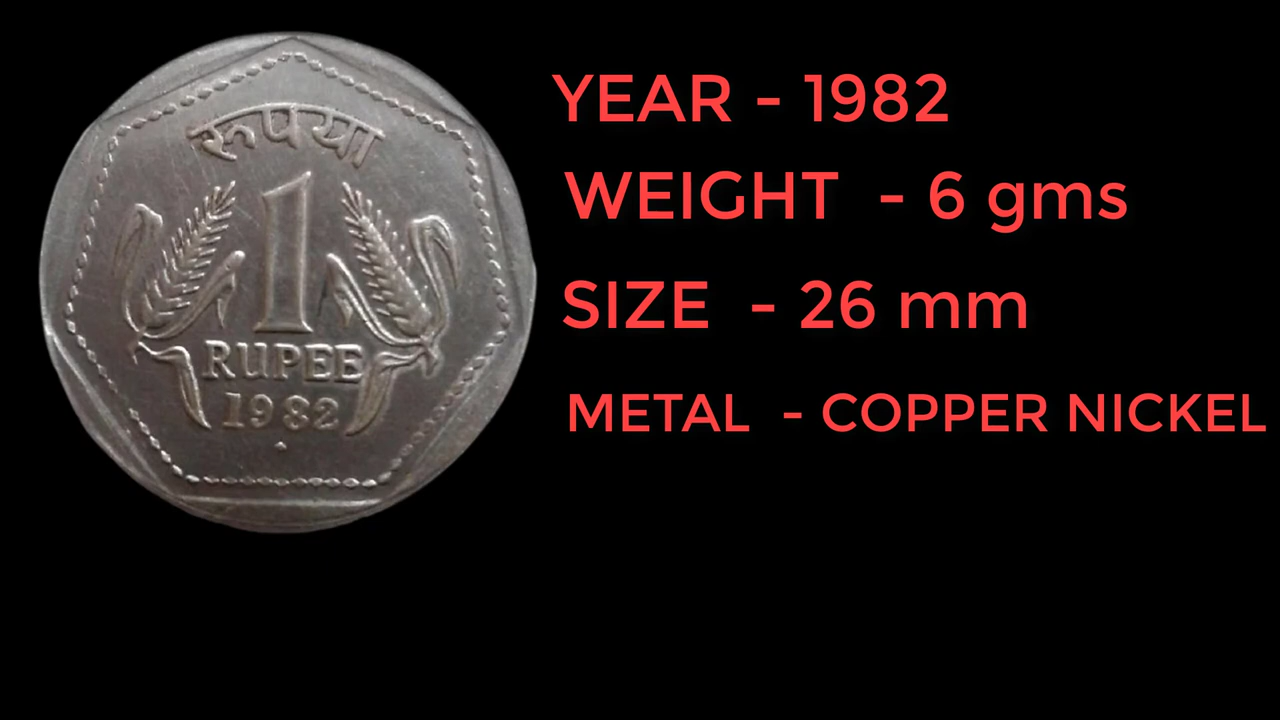 रूपया
1
RUPEE
1982
YEAR - 1982
WEIGHT - 6 gms
SIZE - 26 mm
METAL - COPPER NICKEL